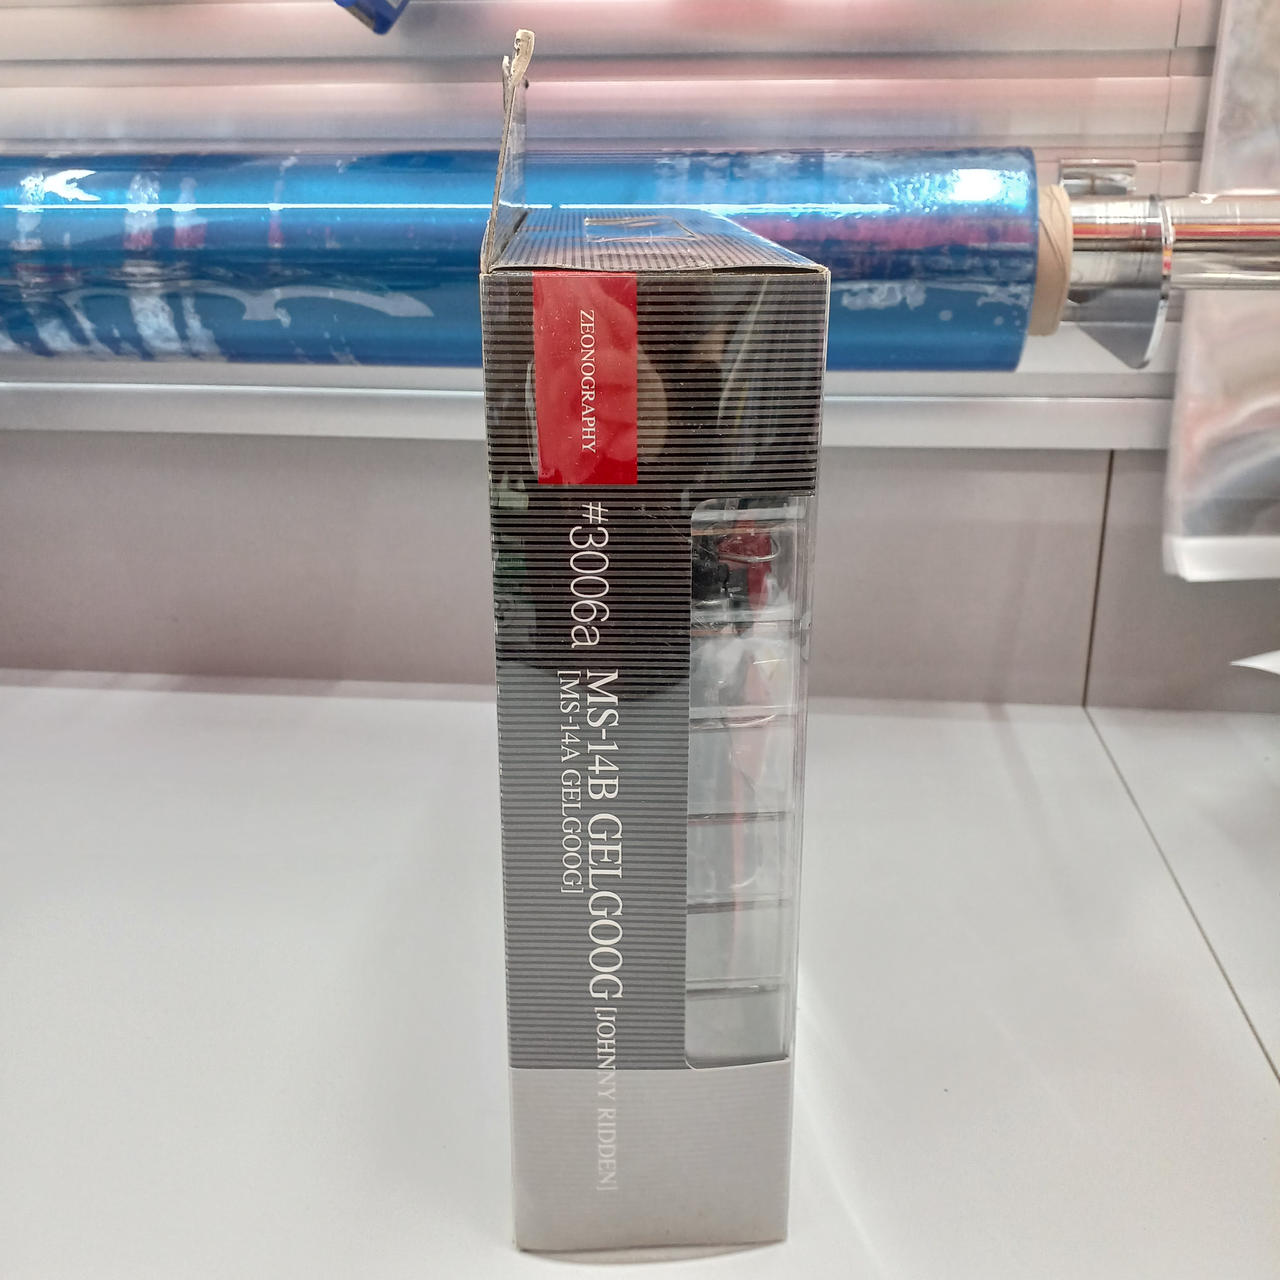 ZEONOGRAPHY
#3006a
MS-14B GELGOOG [JOHNNY RIDDEN]
[MS-14A GELGOOG]